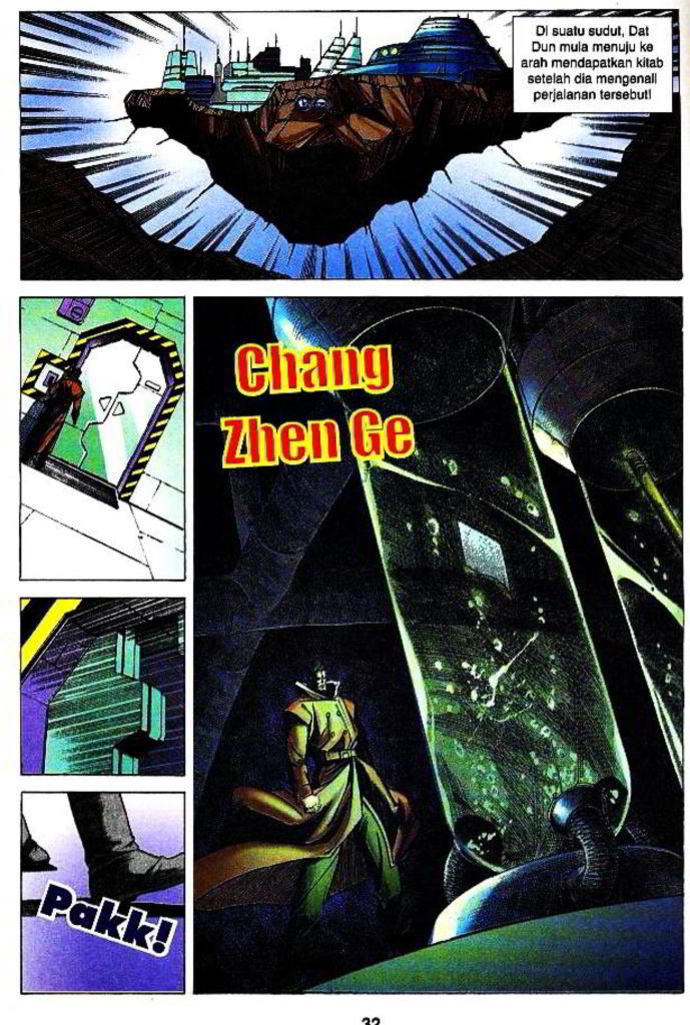 Di suatu sudut, Dat
Dun mula menuju ke
arah mendapatkan kitab
setelah dia mengenali
perjalanan tersebut!
Chang
Zhen Ge
Pakk!
32